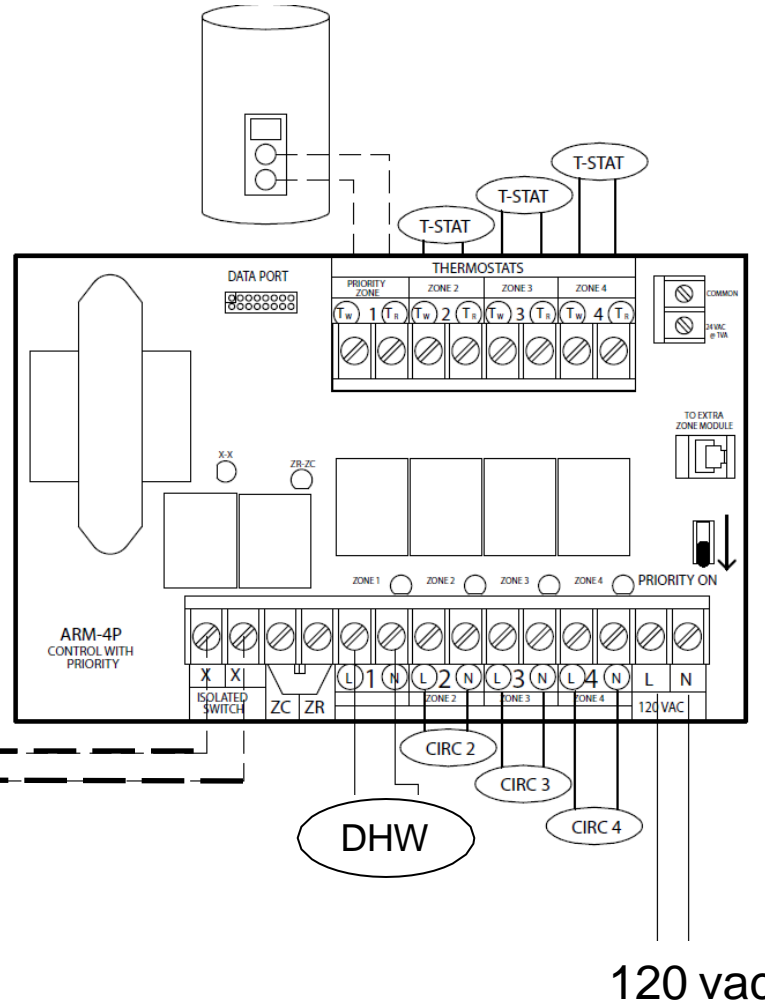 T-STAT
T-STAT
T-STAT
DATA PORT
THERMOSTATS
PRIORITY
ZONE
ZONE 2
ZONE 3
ZONE 4
TW 1 TR TW 2 TR TW 3 TR TW 4 TR
COMMON
24 VAC
@ 1VA
TO EXTRA
ZONE MODULE
X-X
ZR-ZC
ZONE 1
ZONE 2
ZONE 3
ZONE 4
PRIORITY ON
ARM-4P
CONTROL WITH
PRIORITY
X X
ISOLATED
SWITCH
ZC ZR
L 1 N L 2 N L 3 N L 4 N L N
ZONE 2
ZONE 3
ZONE 4
120 VAC
CIRC 2
CIRC 3
CIRC 4
DHW
120 vac